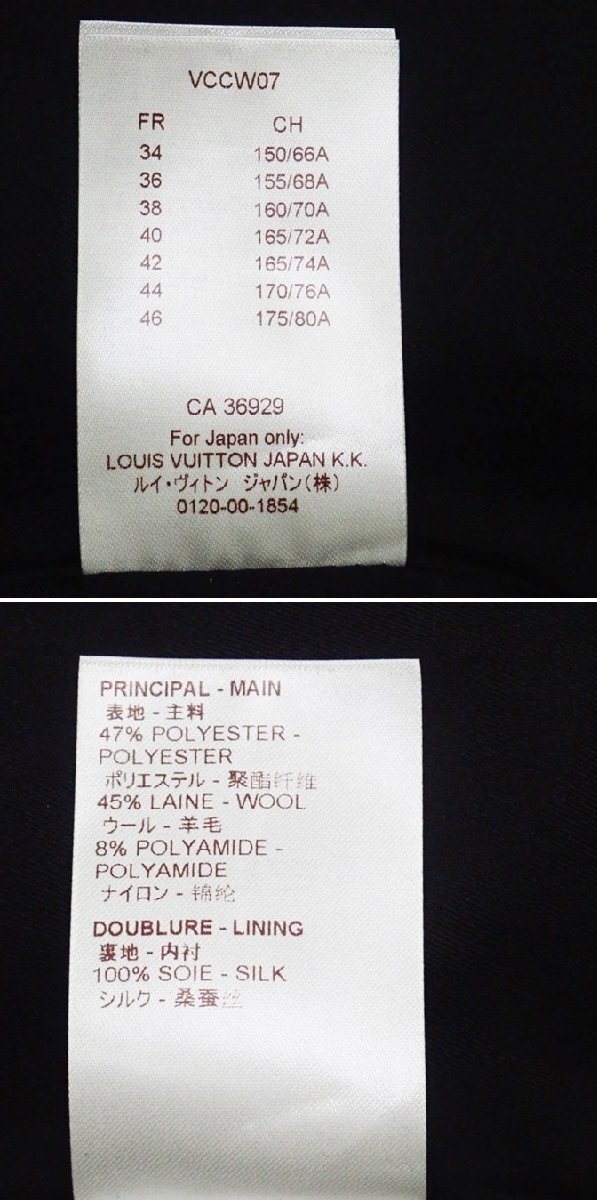 VCCW07
FR CH
34 150/66A
36 155/68A
38 160/70A
40 165/72A
42 165/74A
44 170/76A
46 175/80A
CA 36929
For Japan only:
LOUIS VUITTON JAPAN K.K.
ルイ・ヴィトン ジャパン(株)
0120-00-1854
PRINCIPAL - MAIN
表地 - 主料
47% POLYESTER -
POLYESTER
ポリエステル - 聚酯纤维
45% LAINE - WOOL
ウール - 羊毛
8% POLYAMIDE -
POLYAMIDE
ナイロン - 锦纶
DOUBLURE - LINING
裏地 - 内衬
100% SOIE - SILK
シルク - 桑蚕丝